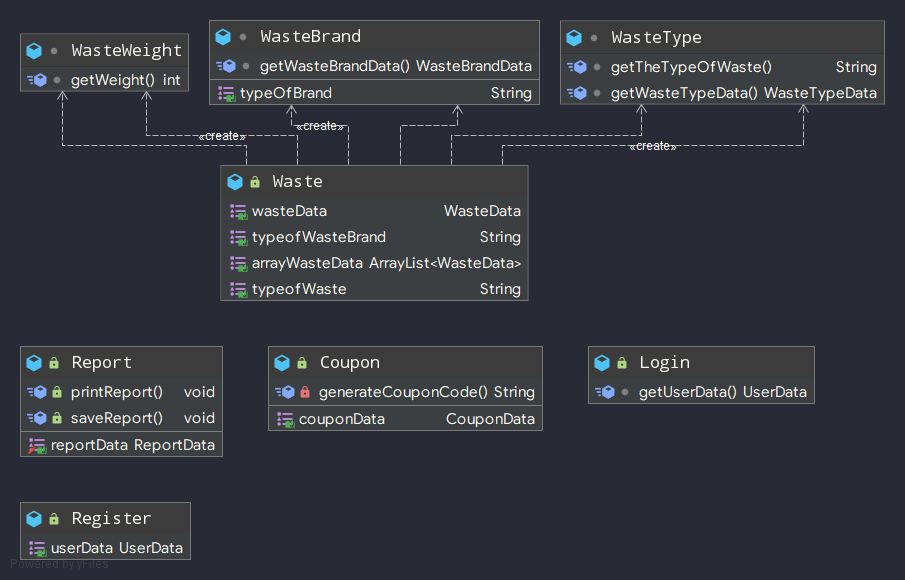 WasteWeight
getWeight() int
WasteBrand
getWasteBrandData() WasteBrandData
typeOfBrand String
WasteType
getTheTypeOfWaste() String
getWasteTypeData() WasteTypeData
«create»
«create»
«create»
Waste
wasteData WasteData
typeofWasteBrand String
arrayWasteData ArrayList<WasteData>
typeofWaste String
Report
printReport() void
saveReport() void
reportData ReportData
Coupon
generateCouponCode() String
couponData CouponData
Login
getUserData() UserData
Register
userData UserData
Powered by yFiles